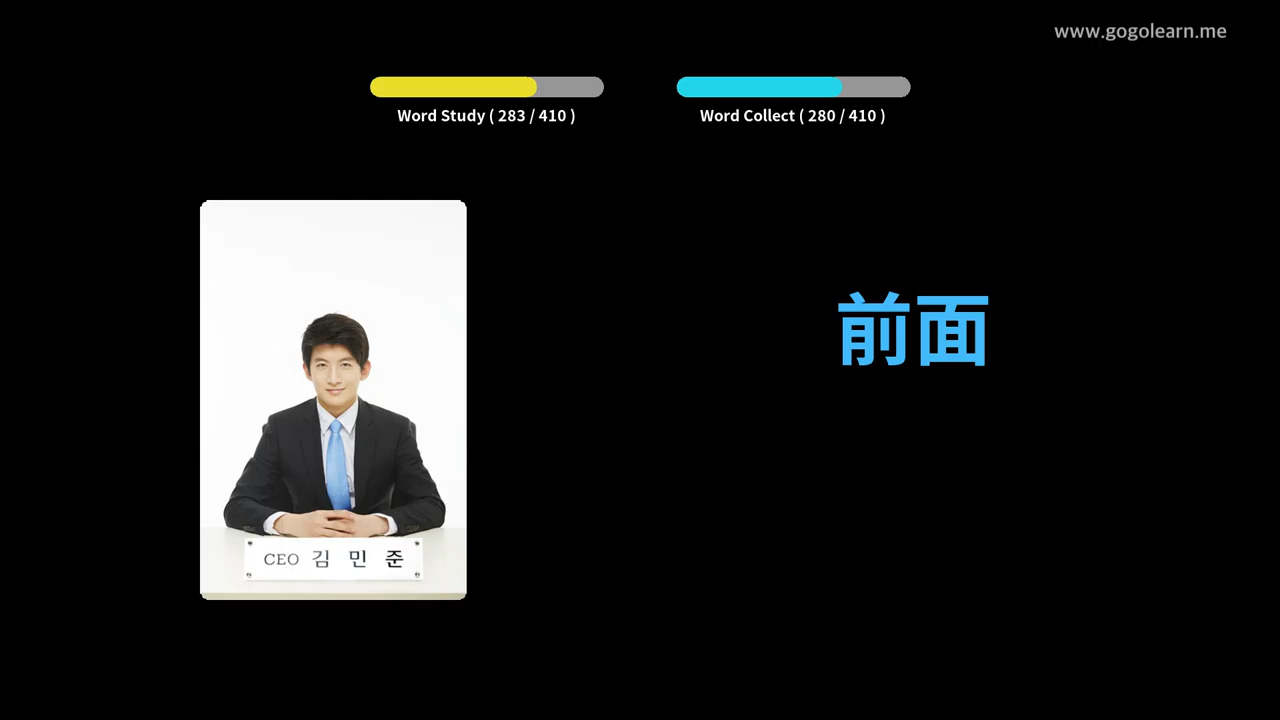 www.gogolearn.me
Word Study ( 283 / 410 )
Word Collect ( 280 / 410 )
前面
CEO 김 민 준